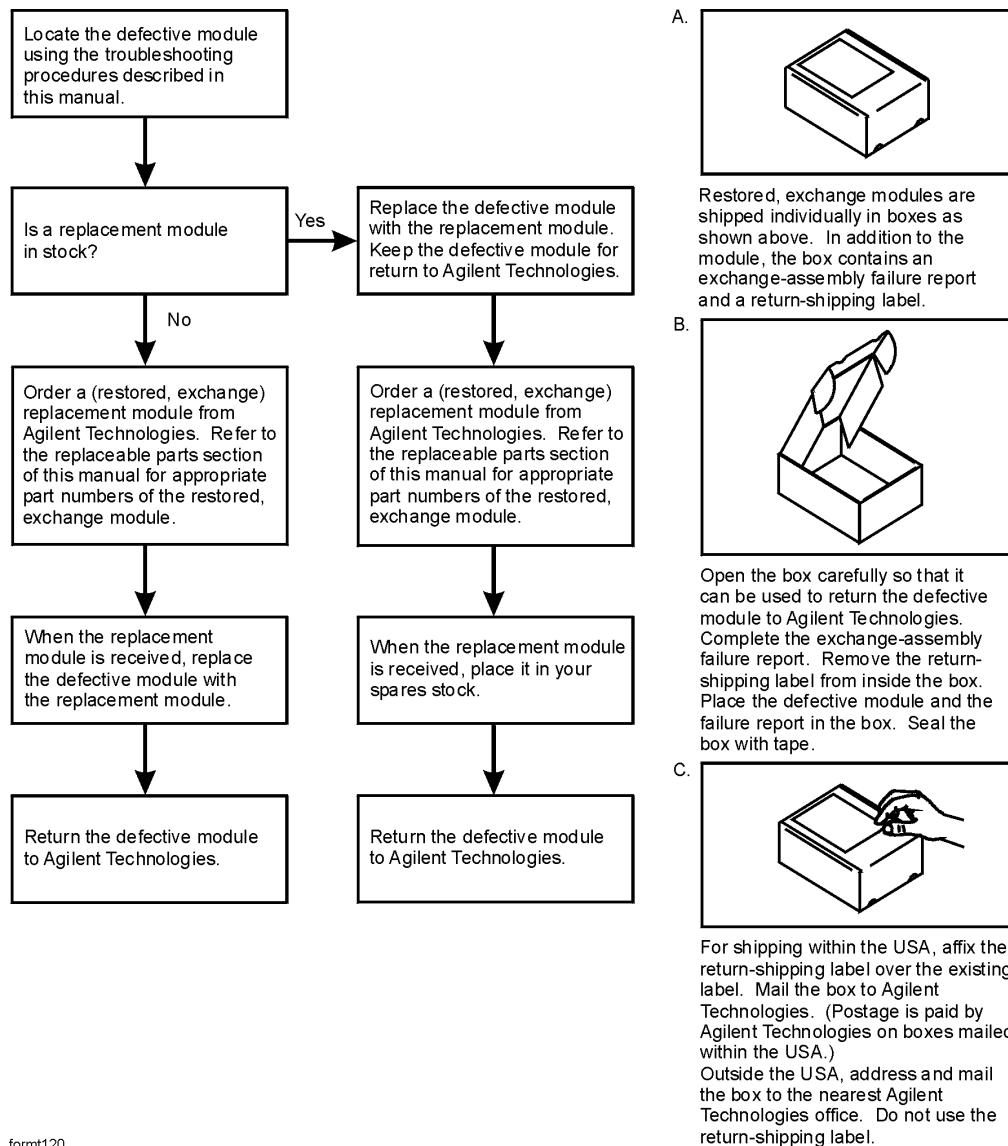 Locate the defective module
using the troubleshooting
procedures described in
this manual.
Is a replacement module
in stock?
Yes
Replace the defective module
with the replacement module.
Keep the defective module for
return to Agilent Technologies.
No
Order a (restored, exchange)
replacement module from
Agilent Technologies.  Refer to
the replaceable parts section
of this manual for appropriate
part numbers of the restored,
exchange module.
Order a (restored, exchange)
replacement module from
Agilent Technologies.  Refer to
the replaceable parts section
of this manual for appropriate
part numbers of the restored,
exchange module.
When the replacement
module is received, replace
the defective module with
the replacement module.
When the replacement module
is received, place it in your
spares stock.
Return the defective module
to Agilent Technologies.
Return the defective module
to Agilent Technologies.
A.
Restored, exchange modules are
shipped individually in boxes as
shown above.  In addition to the
module, the box contains an
exchange-assembly failure report
and a return-shipping label.
B.
Open the box carefully so that it
can be used to return the defective
module to Agilent Technologies.
Complete the exchange-assembly
failure report.  Remove the return-
shipping label from inside the box.
Place the defective module and the
failure report in the box.  Seal the
box with tape.
C.
For shipping within the USA, affix the
return-shipping label over the existing
label.  Mail the box to Agilent
Technologies.  (Postage is paid by
Agilent Technologies on boxes mailed
within the USA.)
Outside the USA, address and mail
the box to the nearest Agilent
Technologies office.  Do not use the
return-shipping label.
formt120